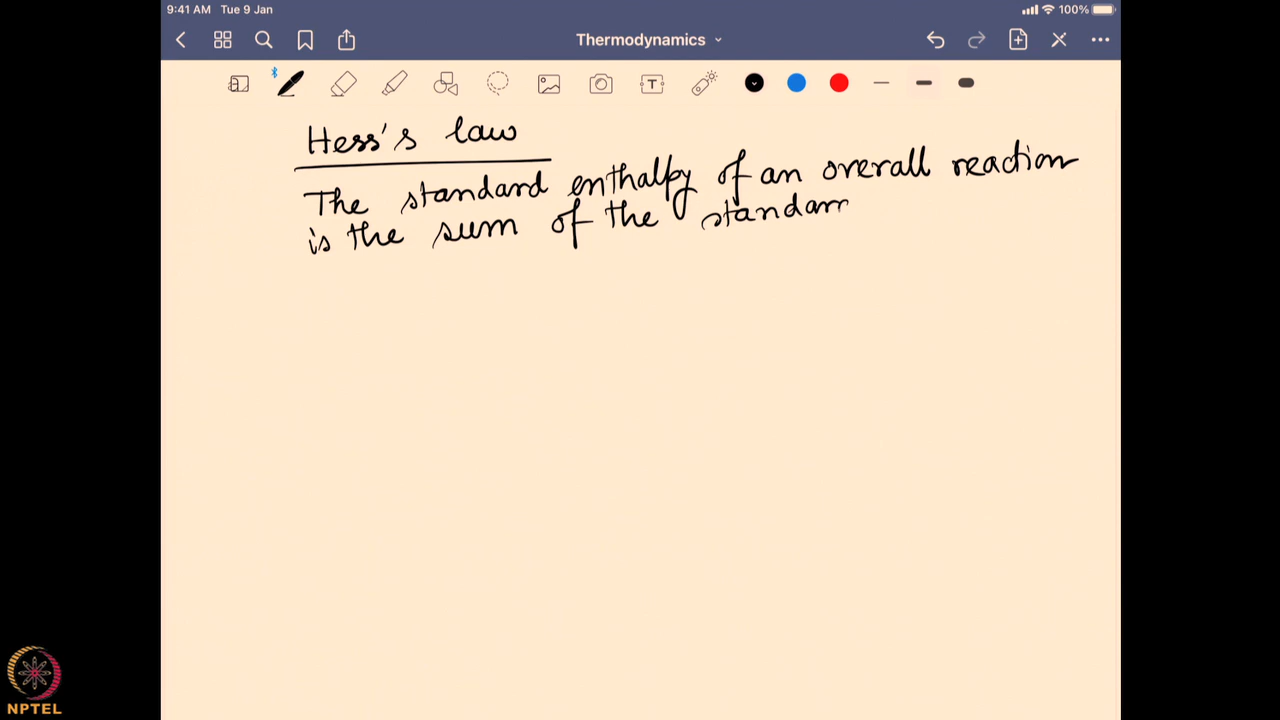 9:41 AM Tue 9 Jan
100%
Thermodynamics
T
Hess's law
The standard enthalpy of an overall reaction
is the sum of the standar
NPTEL